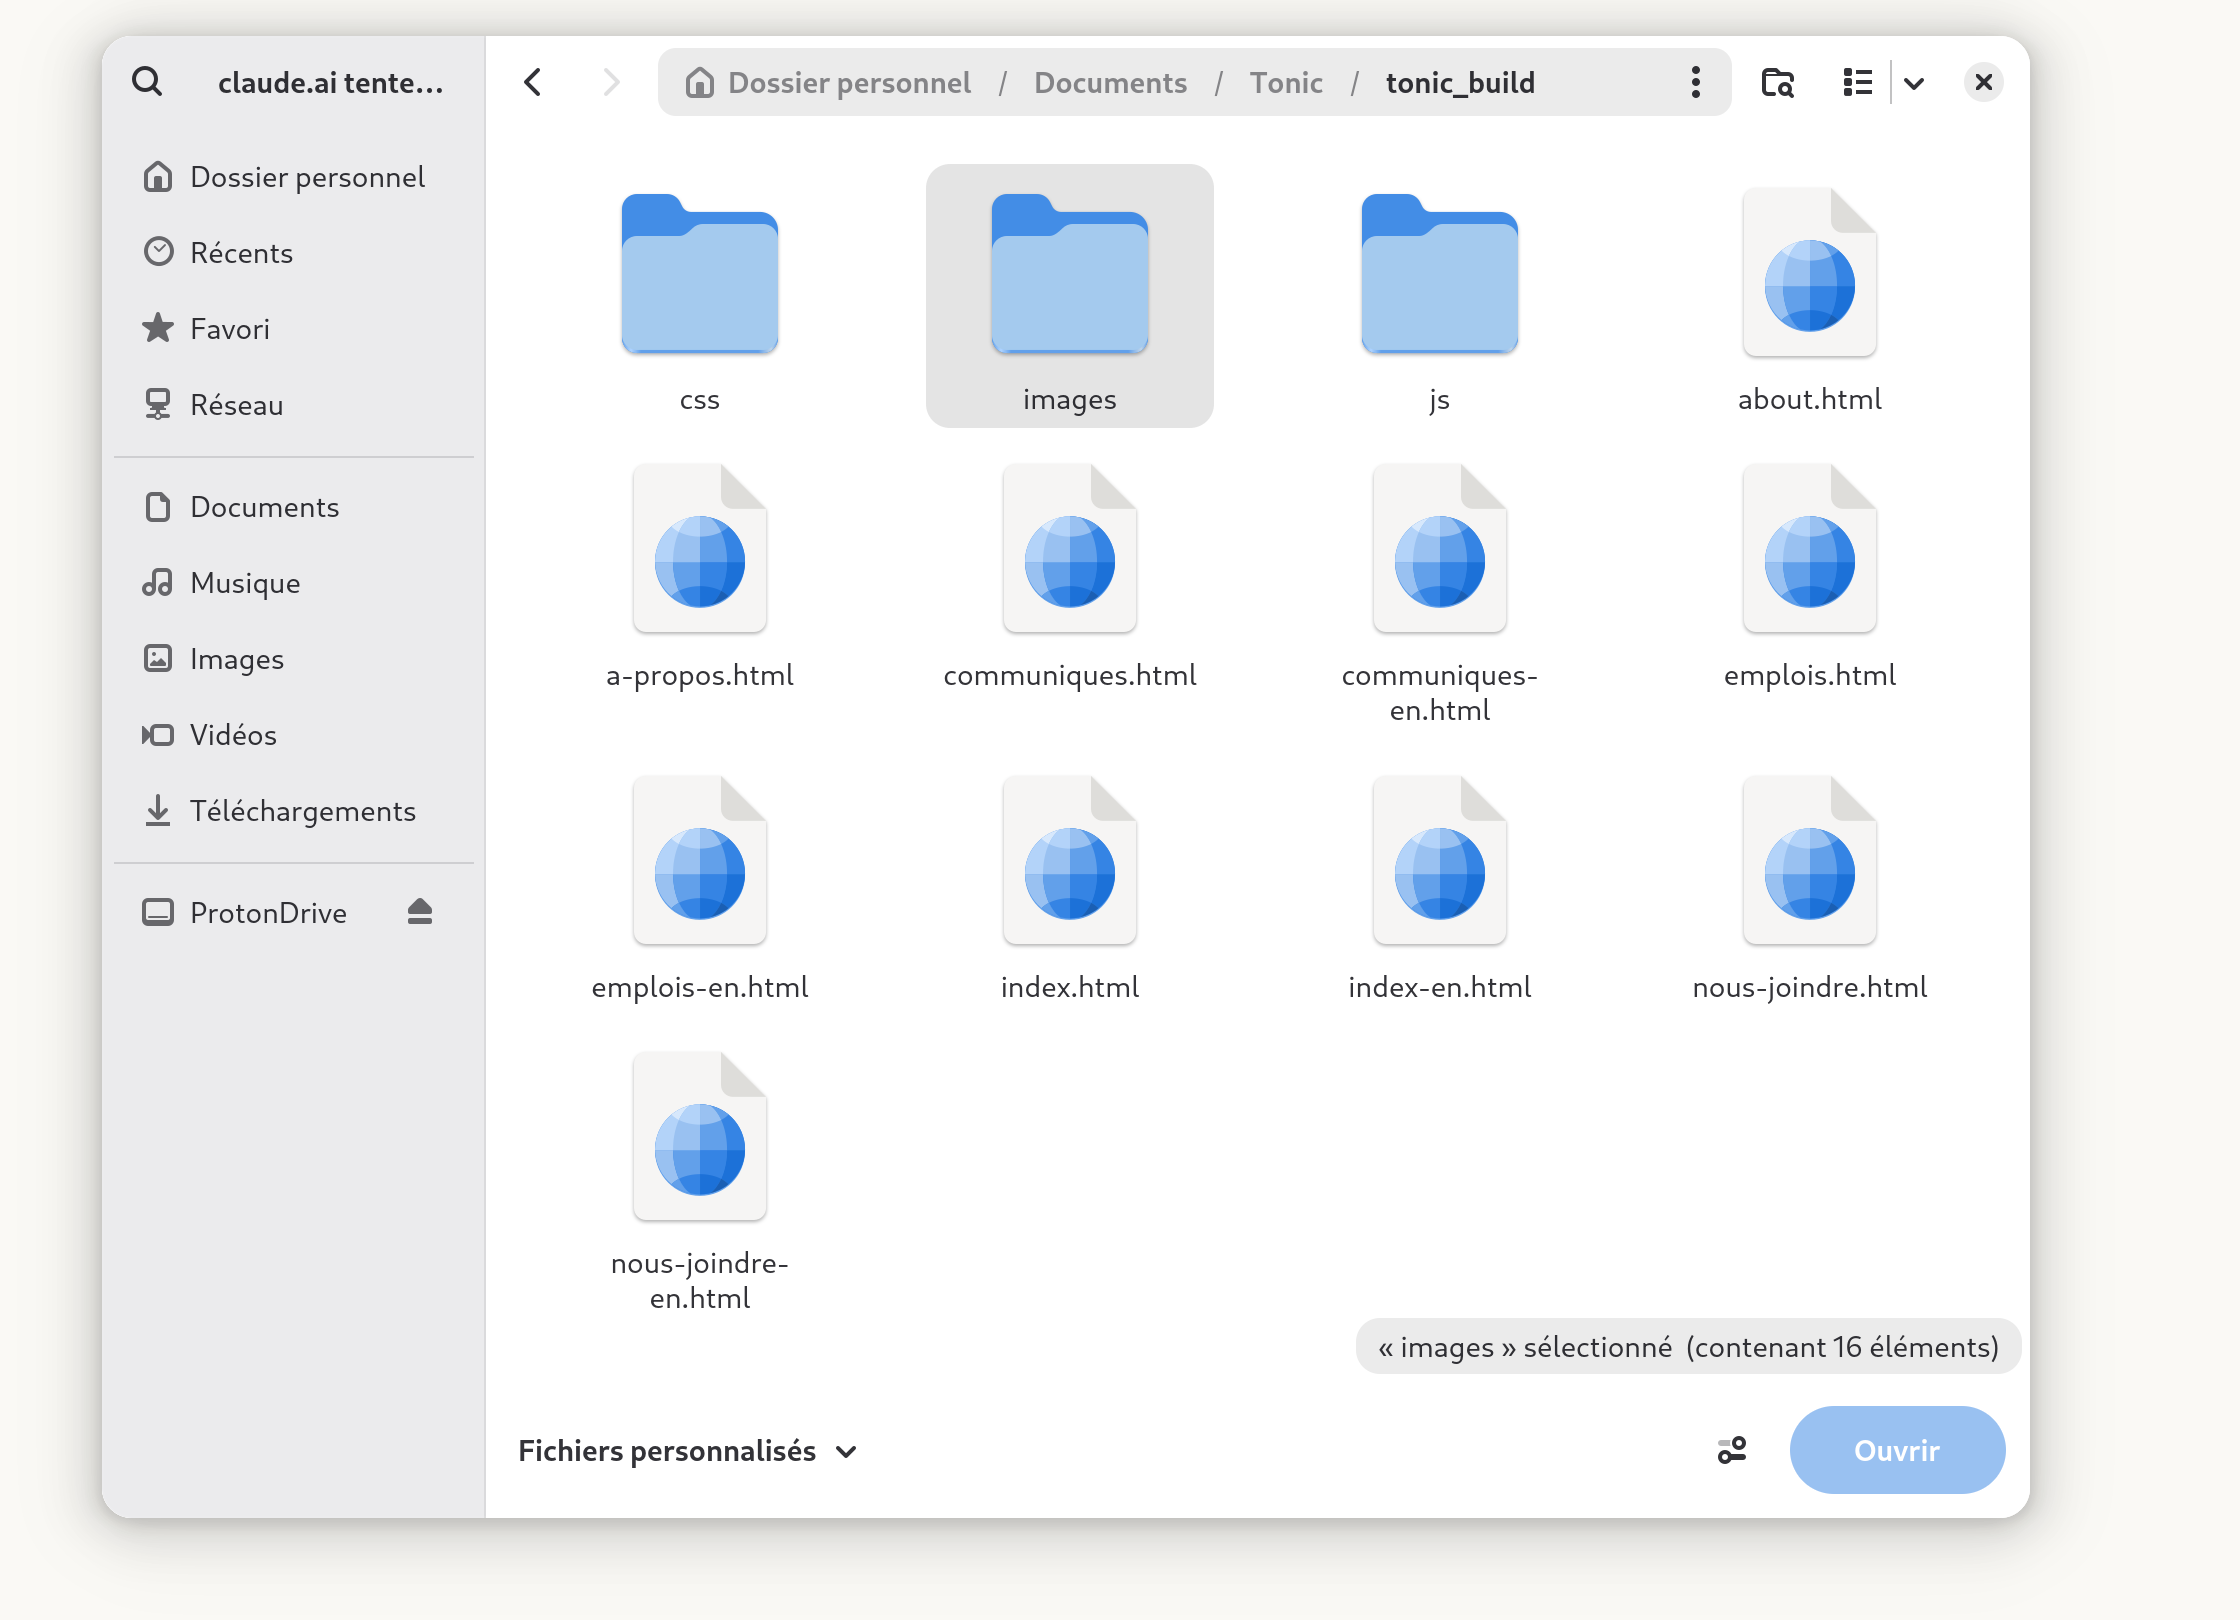 claude.ai tente…
Dossier personnel / Documents / Tonic / tonic_build
Dossier personnel
Récents
Favori
Réseau
Documents
Musique
Images
Vidéos
Téléchargements
ProtonDrive
css
images
js
about.html
a-propos.html
communiques.html
communiques-
en.html
emplois.html
emplois-en.html
index.html
index-en.html
nous-joindre.html
nous-joindre-
en.html
« images » sélectionné (contenant 16 éléments)
Fichiers personnalisés
Ouvrir